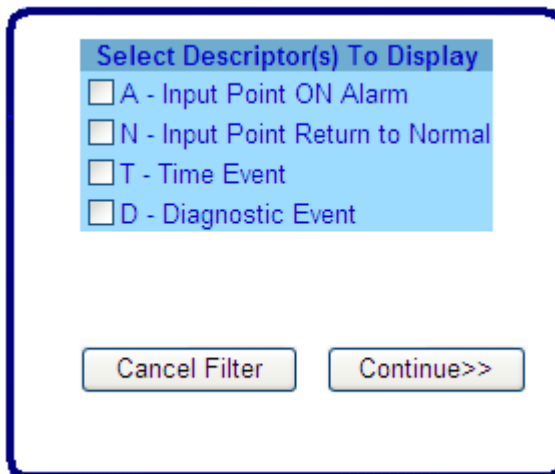 Select Descriptor(s) To Display
A - Input Point ON Alarm
N - Input Point Return to Normal
T - Time Event
D - Diagnostic Event
Cancel Filter
Continue>>